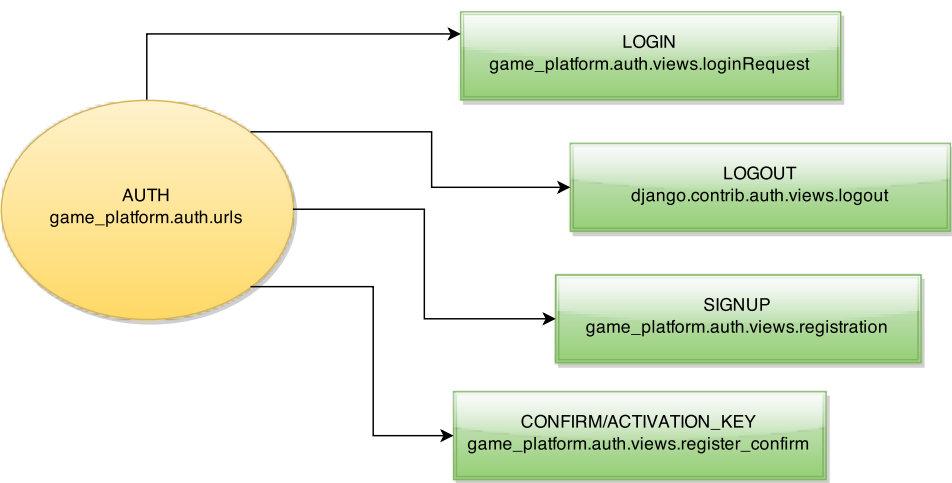 LOGIN
game_platform.auth.views.loginRequest
LOGOUT
django.contrib.auth.views.logout
AUTH
game_platform.auth.urls
SIGNUP
game_platform.auth.views.registration
CONFIRM/ACTIVATION_KEY
game_platform.auth.views.register_confirm